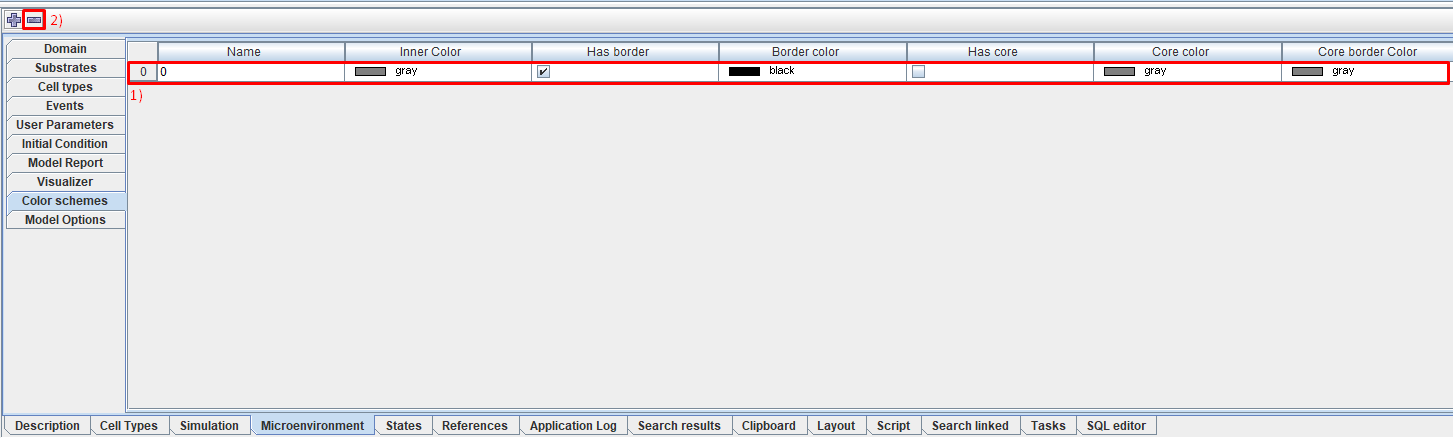 2)
Domain
Substrates
Cell types
Events
User Parameters
Initial Condition
Model Report
Visualizer
Color schemes
Model Options
Name Inner Color Has border Border color Has core Core color Core border Color
0 0 gray black gray gray
1)
Description Cell Types Simulation Microenvironment States References Application Log Search results Clipboard Layout Script Search linked Tasks SQL editor